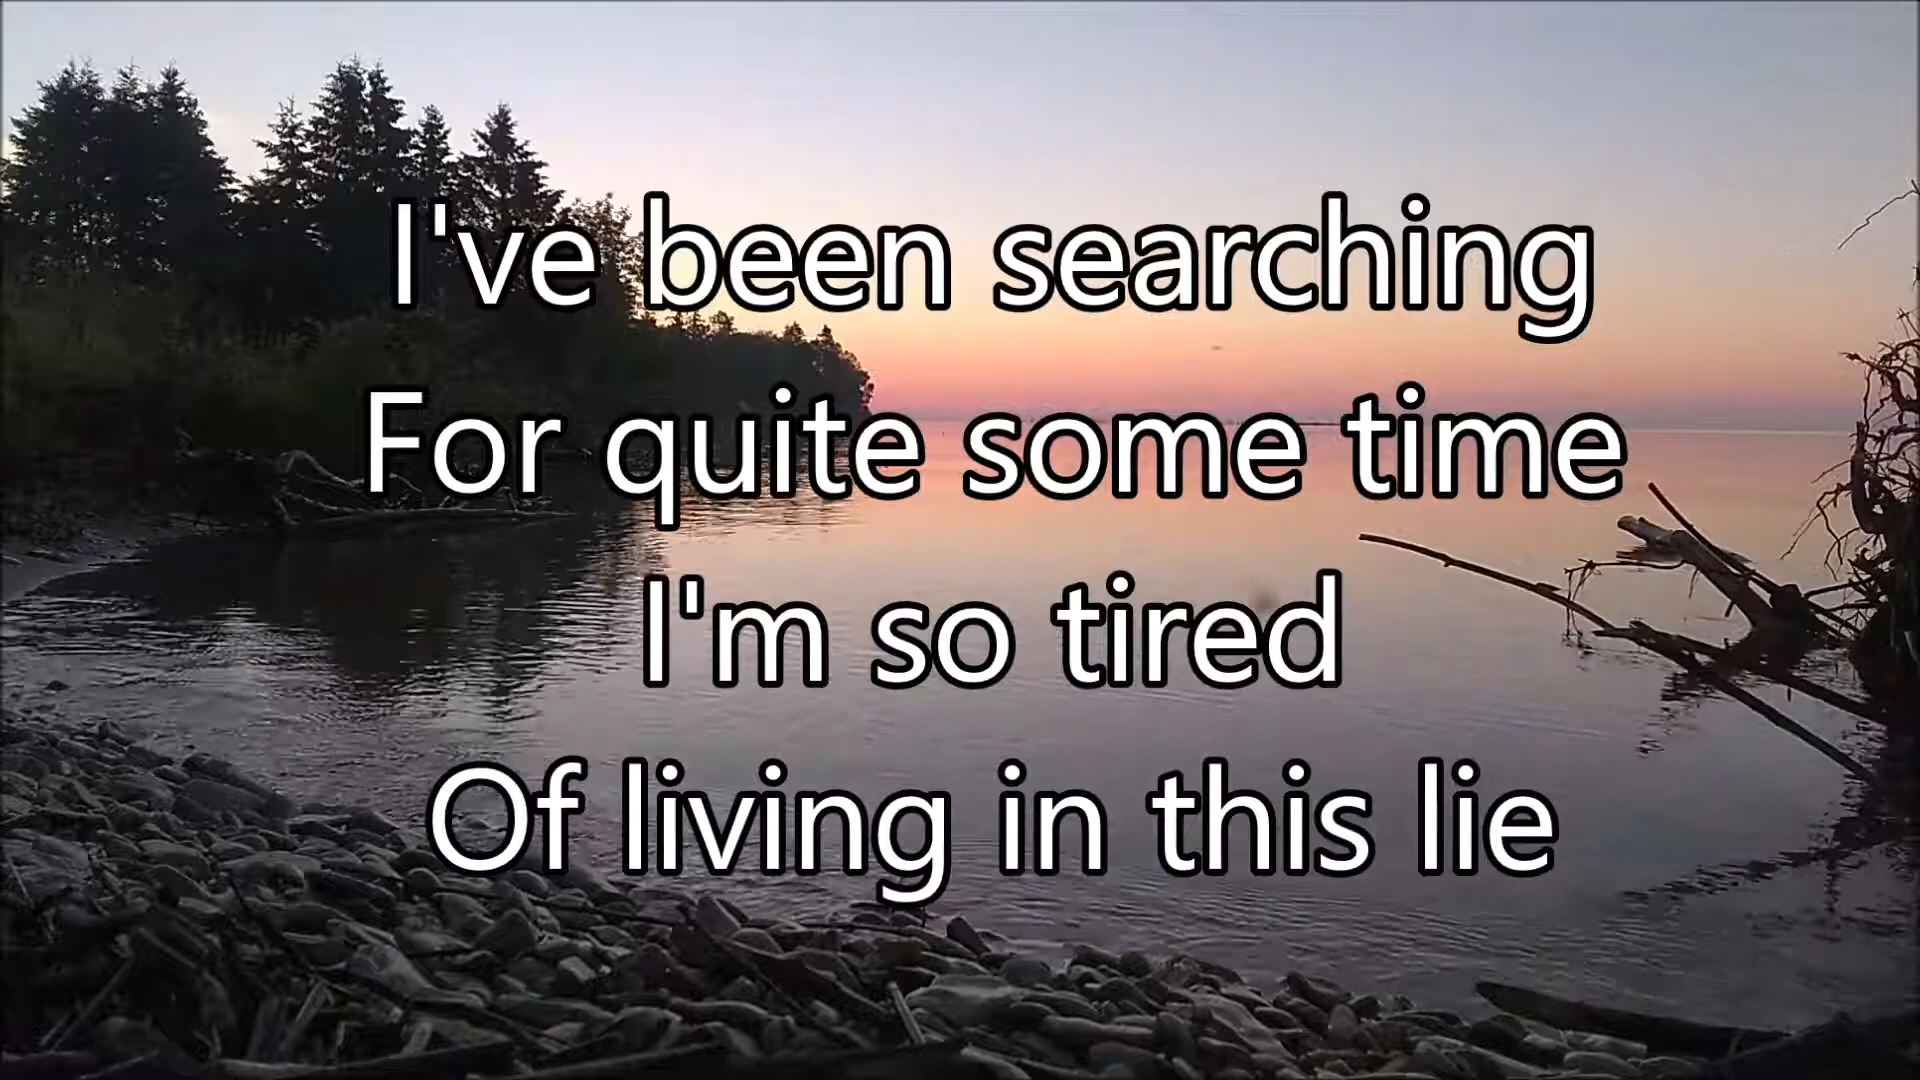 I've been searching
For quite some time
I'm so tired
Of living in this lie